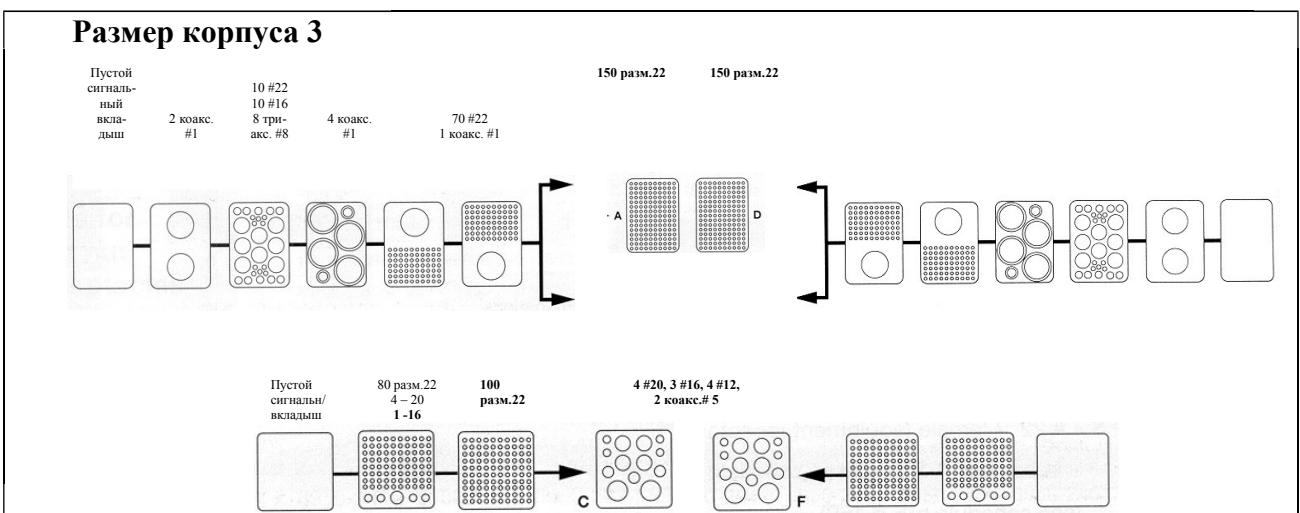 Размер корпуса 3
Пустой
сигналь-
ный
вкла-
дыш
2 коакс.
#1
10 #22
10 #16
8 три-
акс. #8
4 коакс.
#1
70 #22
1 коакс. #1
150 разм.22
150 разм.22
A
D
Пустой
сигнальн/
вкладыш
80 разм.22
4 – 20
1 -16
100
разм.22
4 #20, 3 #16, 4 #12,
2 коакс.# 5
C
F